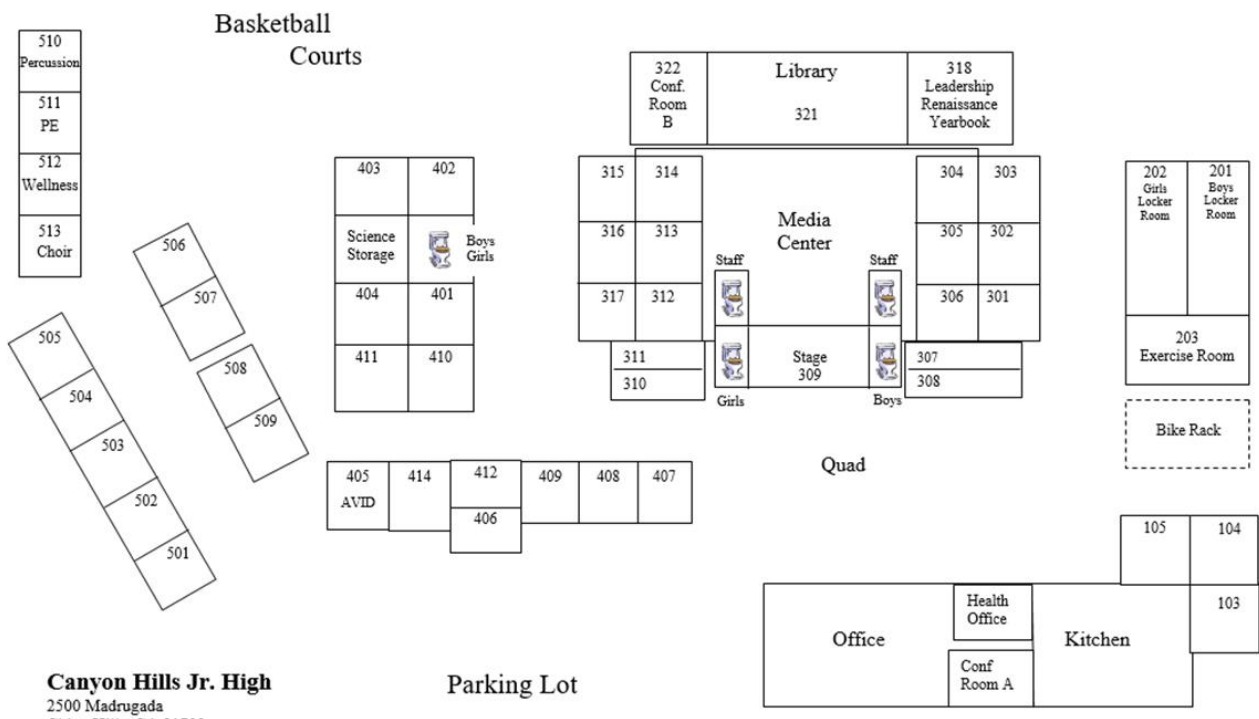 Basketball
Courts
510
Percussion
511
PE
512
Wellness
513
Choir
506
507
508
509
505
504
503
502
501
403
402
Science
Storage
Boys
Girls
404
401
411
410
405
AVID
414
412
406
409
408
407
322
Conf.
Room
B
Library
321
318
Leadership
Renaissance
Yearbook
315
314
316
313
317
312
311
310
Media
Center
Staff
Staff
Stage
309
Girls
Boys
304
303
305
302
306
301
307
308
202
Girls
Locker
Room
201
Boys
Locker
Room
203
Exercise Room
Bike Rack
Quad
105
104
103
Office
Health
Office
Conf
Room A
Kitchen
Parking Lot
Canyon Hills Jr. High
2500 Madrugada